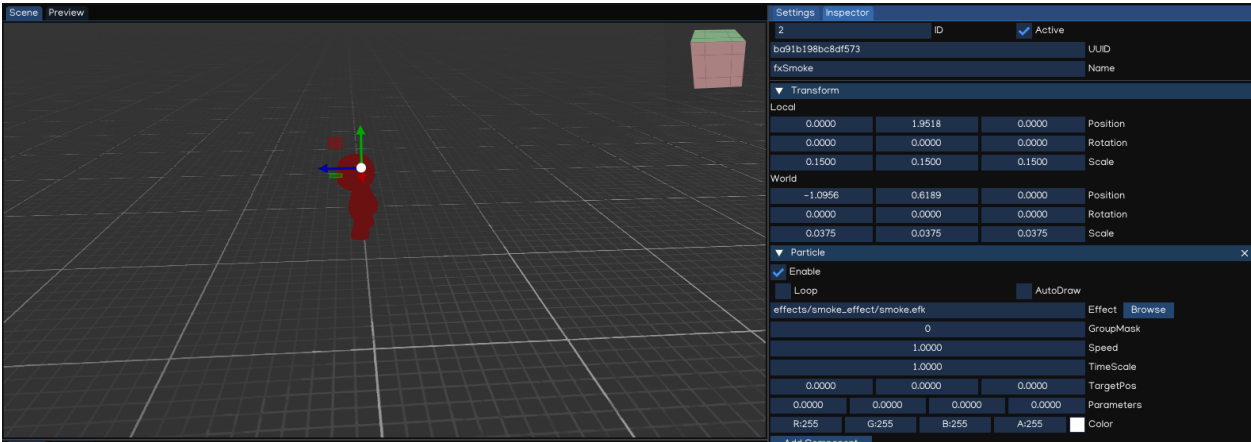 Scene Preview
Settings Inspector
2 ID Active
ba91b198bc8df573 UUID
fxSmoke Name
Transform
Local
0.0000 1.9518 0.0000 Position
0.0000 0.0000 0.0000 Rotation
0.1500 0.1500 0.1500 Scale
World
-1.0956 0.6189 0.0000 Position
0.0000 0.0000 0.0000 Rotation
0.0375 0.0375 0.0375 Scale
Particle
Enable
Loop AutoDraw
effects/smoke_effect/smoke.efk Effect Browse
0 GroupMask
1.0000 Speed
1.0000 TimeScale
0.0000 0.0000 0.0000 TargetPos
0.0000 0.0000 0.0000 0.0000 Parameters
R:255 G:255 B:255 A:255 Color
Add Component